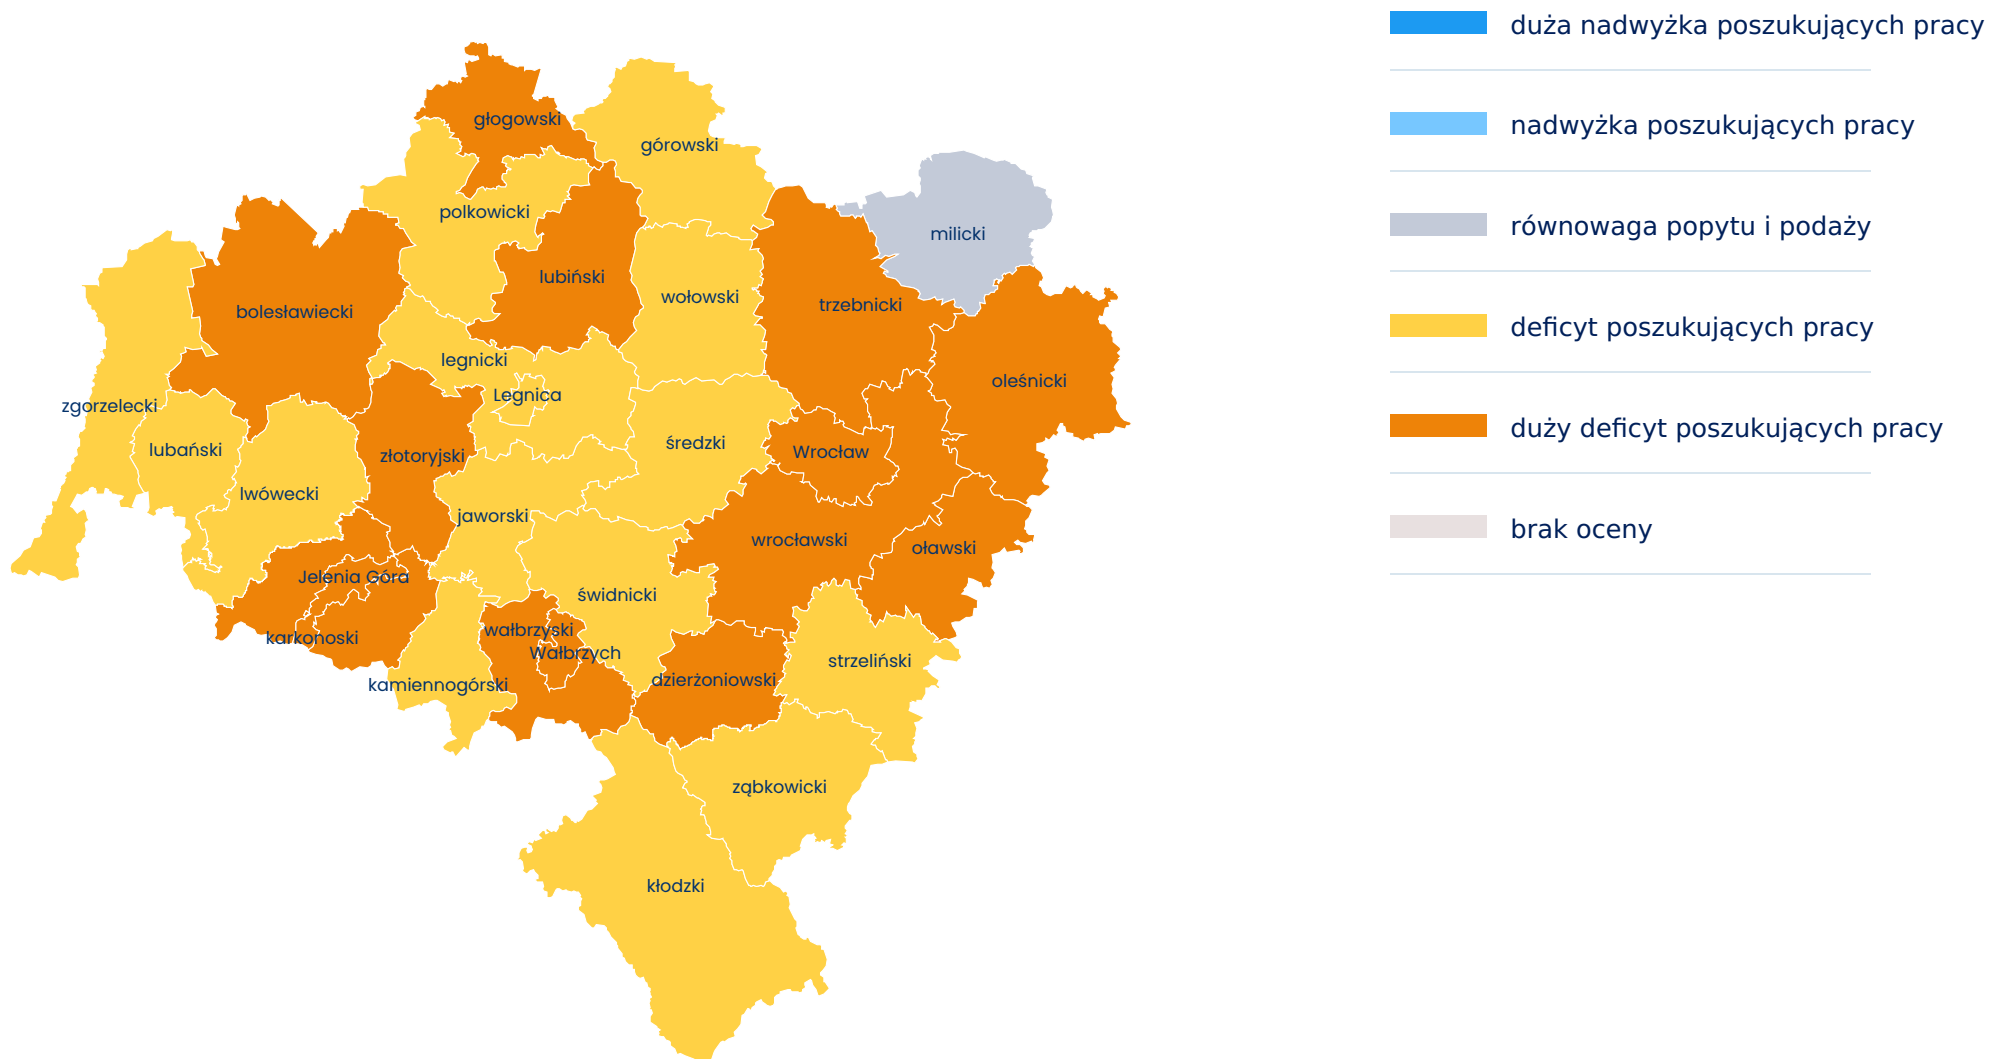 głogowski
górowski
polkowicki
milicki
lubiński
wołowski
trzebnicki
bolesławiecki
legnicki
oleśnicki
Legnica
zgorzelecki
średzki
lubański
złotoryjski
Wrocław
lwówecki
jaworski
wrocławski
oławski
Jelenia Góra
świdnicki
wałbrzyski
karkonoski
Wałbrzych
strzeliński
kamiennogórski
dzierżoniowski
ząbkowicki
kłodzki
duża nadwyżka poszukujących pracy
nadwyżka poszukujących pracy
równowaga popytu i podaży
deficyt poszukujących pracy
duży deficyt poszukujących pracy
brak oceny